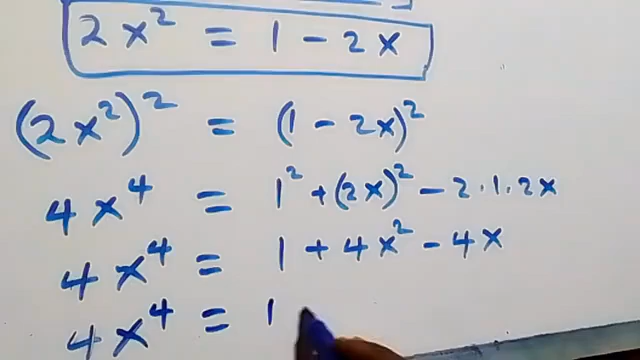 2x² = 1 - 2x
(2x²)² = (1 - 2x)²
4x⁴ = 1² + (2x)² - 2·1·2x
4x⁴ = 1 + 4x² - 4x
4x⁴ = 1